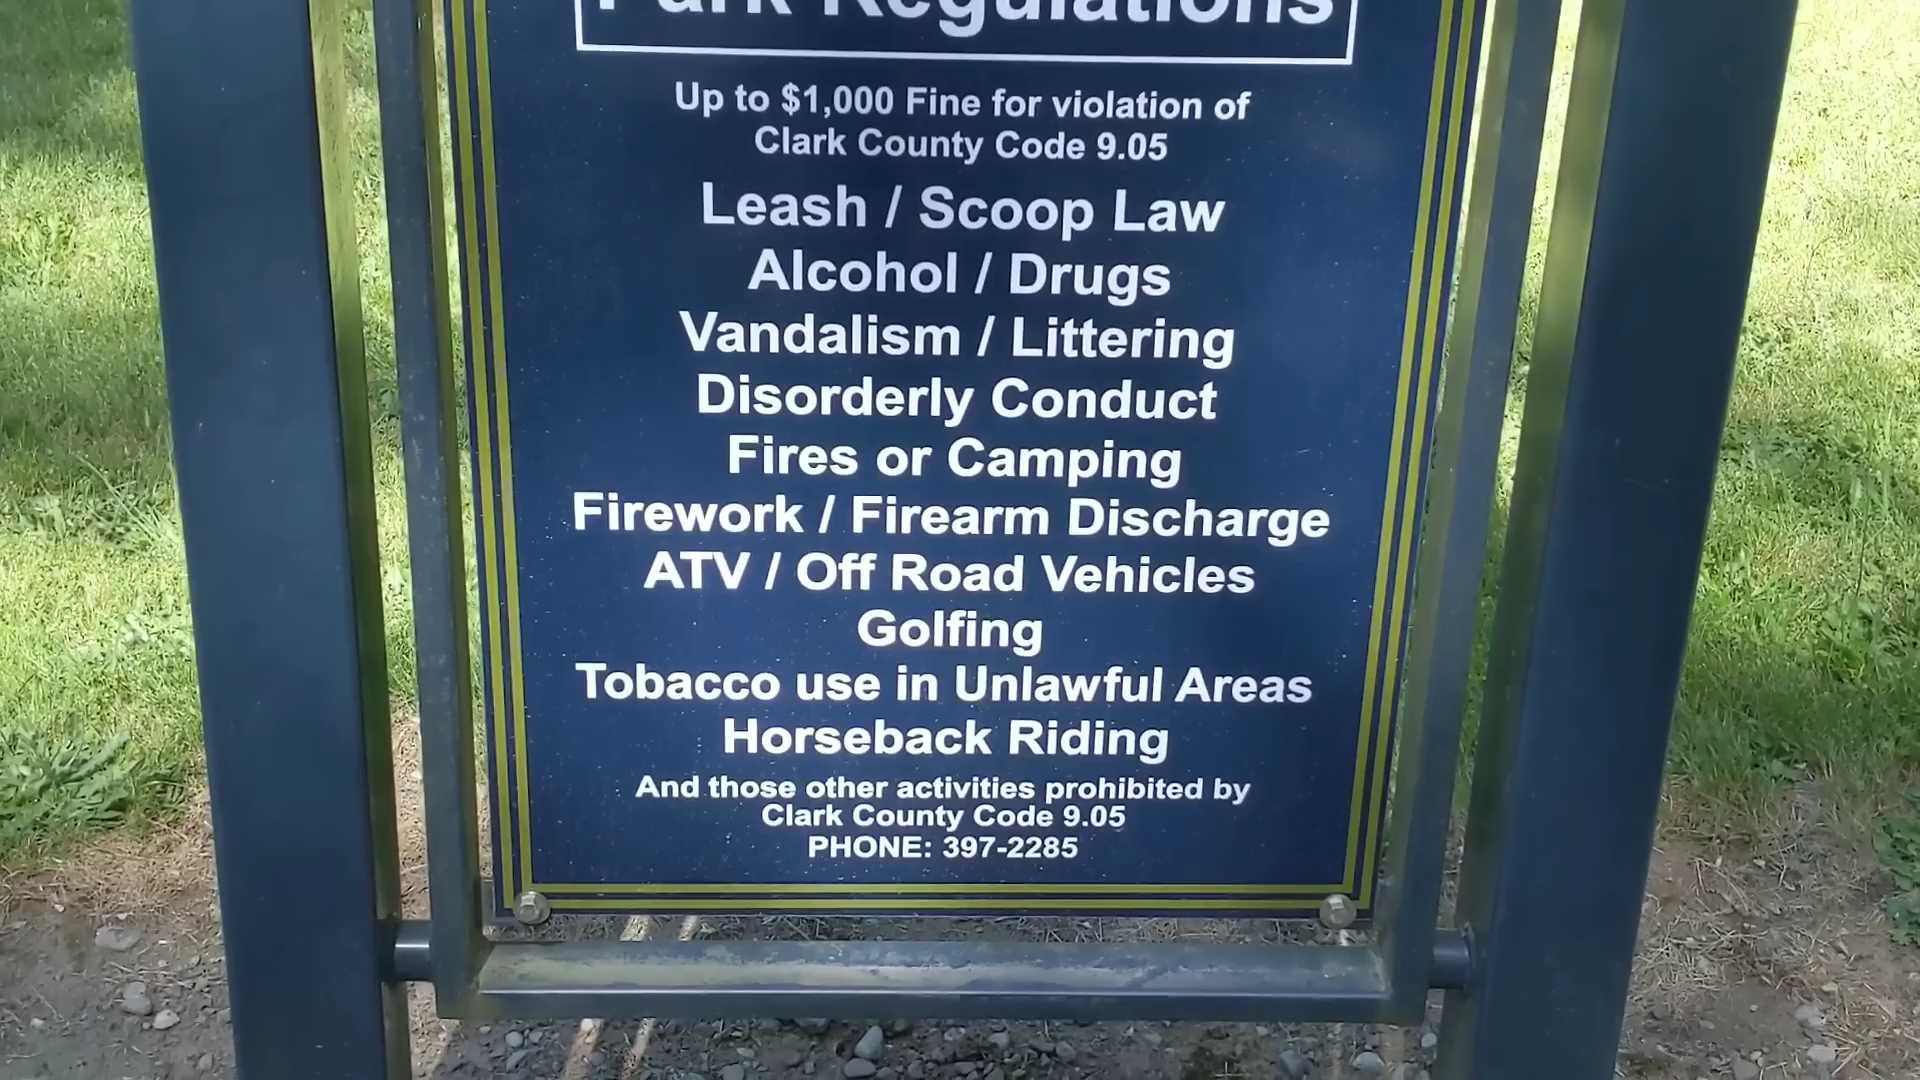 Park Regulations
Up to $1,000 Fine for violation of
Clark County Code 9.05
Leash / Scoop Law
Alcohol / Drugs
Vandalism / Littering
Disorderly Conduct
Fires or Camping
Firework / Firearm Discharge
ATV / Off Road Vehicles
Golfing
Tobacco use in Unlawful Areas
Horseback Riding
And those other activities prohibited by
Clark County Code 9.05
PHONE: 397-2285